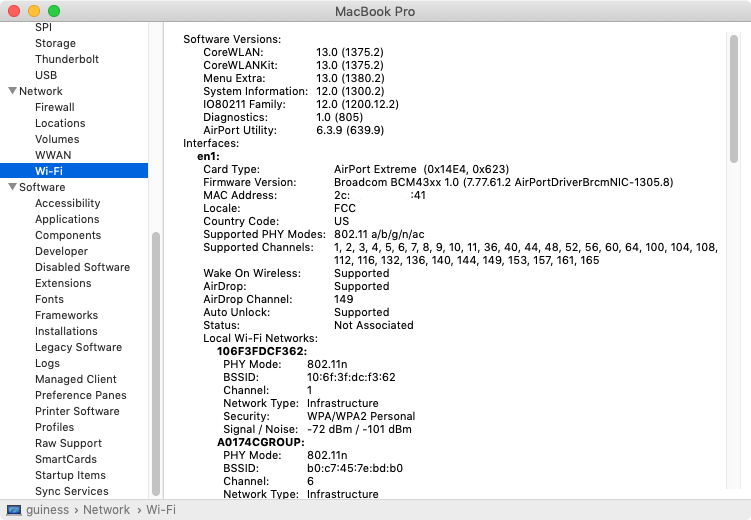 MacBook Pro
SPI
Storage
Thunderbolt
USB
Network
Firewall
Locations
Volumes
WWAN
Wi-Fi
Software
Accessibility
Applications
Components
Developer
Disabled Software
Extensions
Fonts
Frameworks
Installations
Legacy Software
Logs
Managed Client
Preference Panes
Printer Software
Profiles
Raw Support
SmartCards
Startup Items
Sync Services
Software Versions:
CoreWLAN: 13.0 (1375.2)
CoreWLANKit: 13.0 (1375.2)
Menu Extra: 13.0 (1380.2)
System Information: 12.0 (1300.2)
IO80211 Family: 12.0 (1200.12.2)
Diagnostics: 1.0 (805)
AirPort Utility: 6.3.9 (639.9)
Interfaces:
en1:
Card Type: AirPort Extreme (0x14E4, 0x623)
Firmware Version: Broadcom BCM43xx 1.0 (7.77.61.2 AirPortDriverBrcmNIC-1305.8)
MAC Address: 2c: :41
Locale: FCC
Country Code: US
Supported PHY Modes: 802.11 a/b/g/n/ac
Supported Channels: 1, 2, 3, 4, 5, 6, 7, 8, 9, 10, 11, 36, 40, 44, 48, 52, 56, 60, 64, 100, 104, 108,
112, 116, 132, 136, 140, 144, 149, 153, 157, 161, 165
Wake On Wireless: Supported
AirDrop: Supported
AirDrop Channel: 149
Auto Unlock: Supported
Status: Not Associated
Local Wi-Fi Networks:
106F3FDCF362:
PHY Mode: 802.11n
BSSID: 10:6f:3f:dc:f3:62
Channel: 1
Network Type: Infrastructure
Security: WPA/WPA2 Personal
Signal / Noise: -72 dBm / -101 dBm
A0174CGROUP:
PHY Mode: 802.11n
BSSID: b0:c7:45:7e:bd:b0
Channel: 6
Network Type: Infrastructure
guiness › Network › Wi-Fi